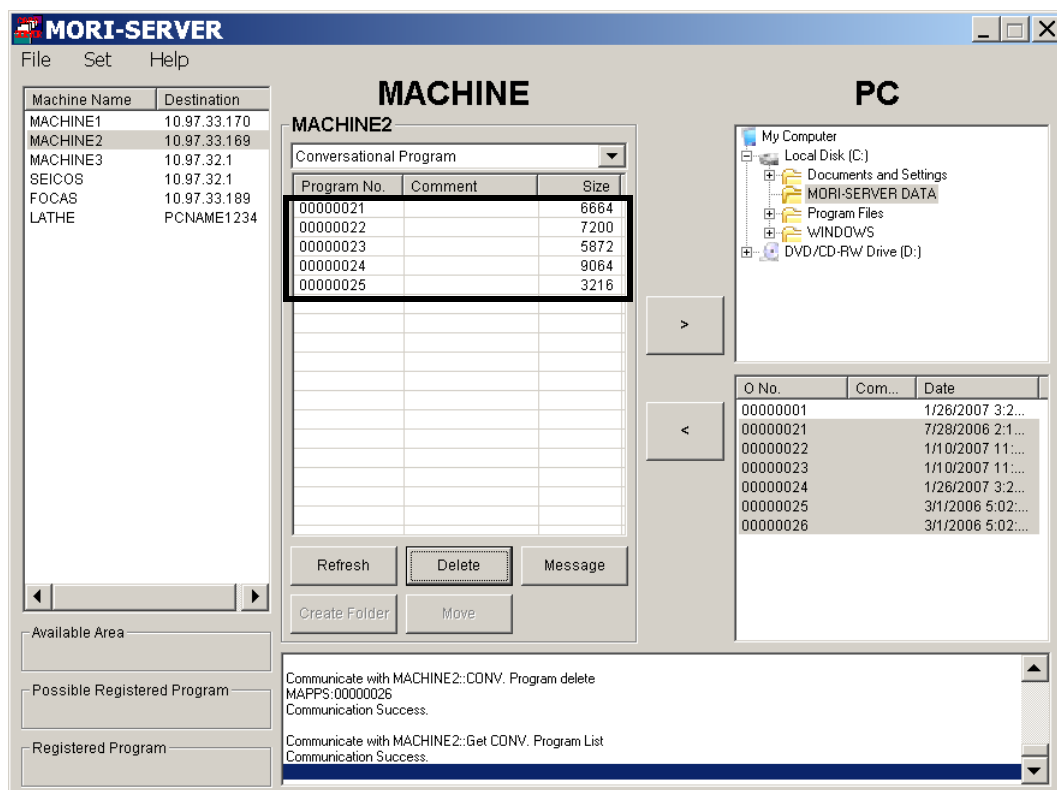 MORI-SERVER
File Set Help
Machine Name Destination
MACHINE1 10.97.33.170
MACHINE2 10.97.33.169
MACHINE3 10.97.32.1
SEICOS 10.97.32.1
FOCAS 10.97.33.189
LATHE PCNAME1234
Available Area
Possible Registered Program
Registered Program
MACHINE
MACHINE2
Conversational Program
Program No. Comment Size
00000021 6664
00000022 7200
00000023 5872
00000024 9064
00000025 3216
Refresh Delete Message
Create Folder Move
>
<
PC
My Computer
Local Disk (C:)
Documents and Settings
MORI-SERVER DATA
Program Files
WINDOWS
DVD/CD-RW Drive (D:)
O No. Com... Date
00000001 1/26/2007 3:2...
00000021 7/28/2006 2:1...
00000022 1/10/2007 11:...
00000023 1/10/2007 11:...
00000024 1/26/2007 3:2...
00000025 3/1/2006 5:02:...
00000026 3/1/2006 5:02:...
Communicate with MACHINE2::CONV. Program delete
MAPPS:00000026
Communication Success.
Communicate with MACHINE2::Get CONV. Program List
Communication Success.